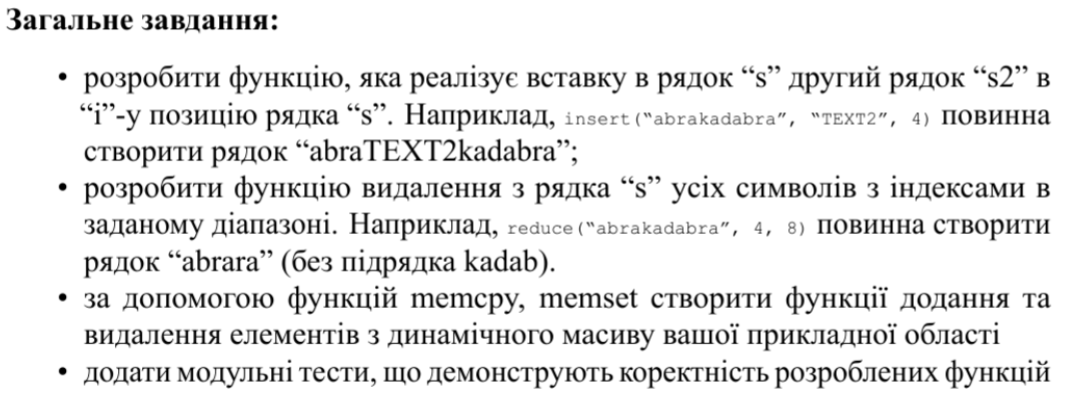 Загальне завдання:
• розробити функцію, яка реалізує вставку в рядок “s” другий рядок “s2” в
“i”-у позицію рядка “s”. Наприклад, insert(“abrakadabra”, “TEXT2”, 4) повинна
створити рядок “abraTEXT2kadabra”;
• розробити функцію видалення з рядка “s” усіх символів з індексами в
заданому діапазоні. Наприклад, reduce(“abrakadabra”, 4, 8) повинна створити
рядок “abrara” (без підрядка kadab).
• за допомогою функцій memcpy, memset створити функції додання та
видалення елементів з динамічного масиву вашої прикладної області
• додати модульні тести, що демонструють коректність розроблених функцій